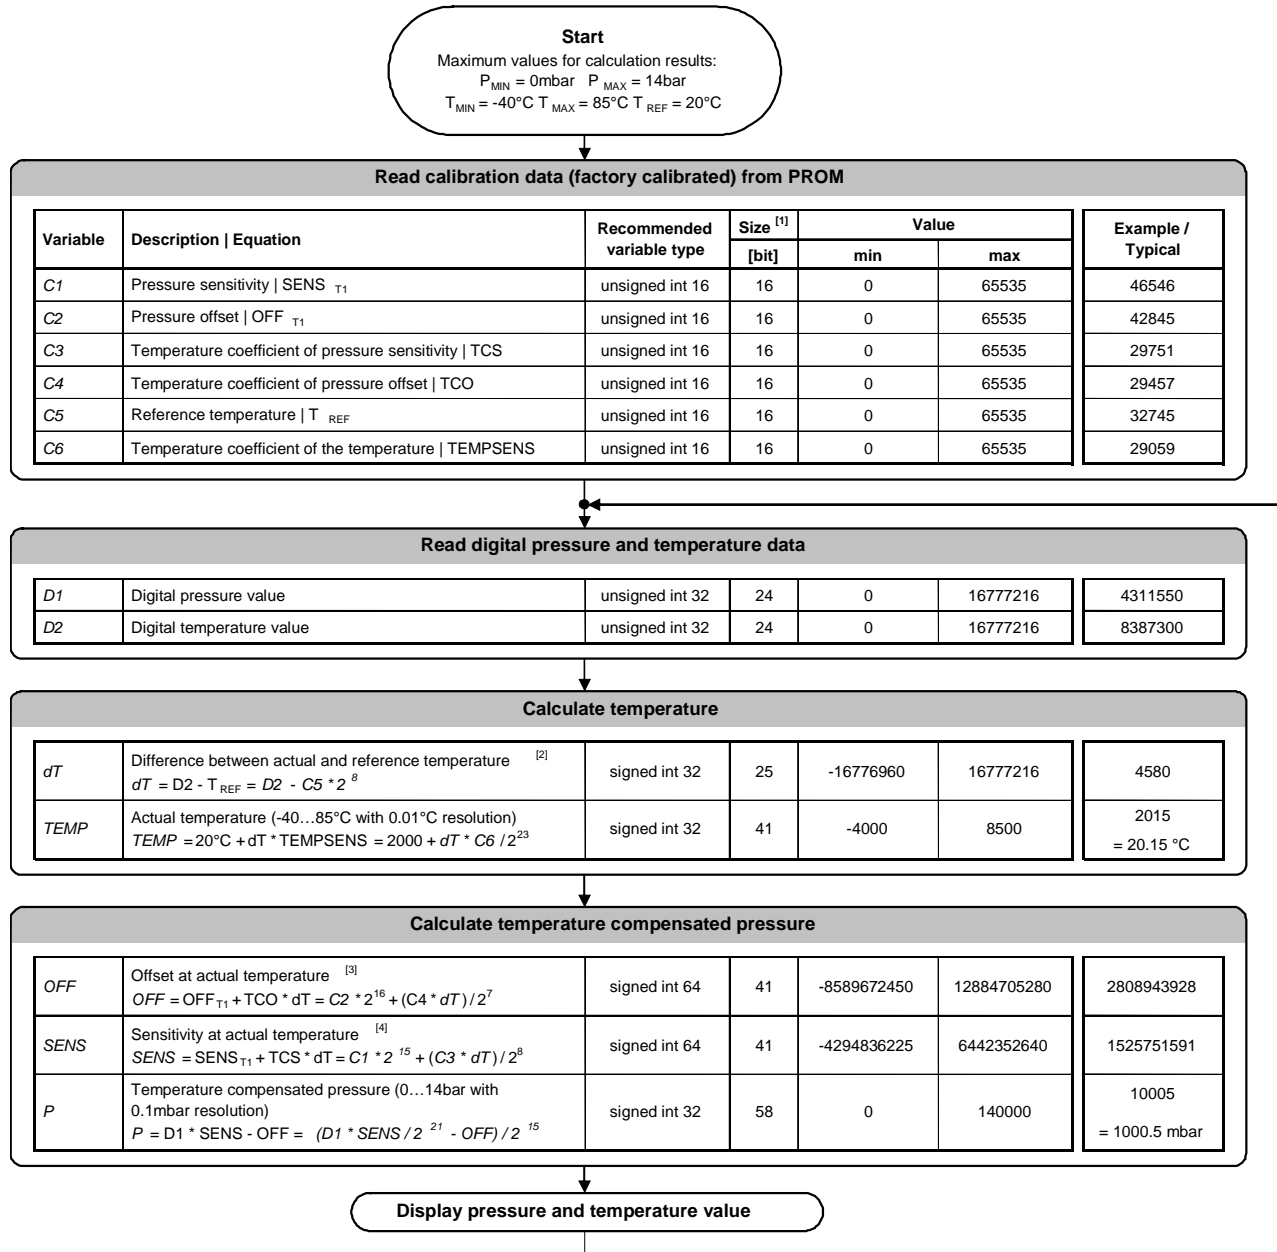 Start
Maximum values for calculation results:
P MIN = 0mbar P MAX = 14bar
T MIN = -40°C T MAX = 85°C T REF = 20°C
Read calibration data (factory calibrated) from PROM
Variable Description | Equation Recommended variable type Size [1] [bit] Value min max Example / Typical
C1 Pressure sensitivity | SENS T1 unsigned int 16 16 0 65535 46546
C2 Pressure offset | OFF T1 unsigned int 16 16 0 65535 42845
C3 Temperature coefficient of pressure sensitivity | TCS unsigned int 16 16 0 65535 29751
C4 Temperature coefficient of pressure offset | TCO unsigned int 16 16 0 65535 29457
C5 Reference temperature | T REF unsigned int 16 16 0 65535 32745
C6 Temperature coefficient of the temperature | TEMPSENS unsigned int 16 16 0 65535 29059
Read digital pressure and temperature data
D1 Digital pressure value unsigned int 32 24 0 16777216 4311550
D2 Digital temperature value unsigned int 32 24 0 16777216 8387300
Calculate temperature
dT Difference between actual and reference temperature [2]
dT = D2 - T REF = D2 - C5 * 2 8 signed int 32 25 -16776960 16777216 4580
TEMP Actual temperature (-40…85°C with 0.01°C resolution)
TEMP = 20°C + dT * TEMPSENS = 2000 + dT * C6 / 2 23 signed int 32 41 -4000 8500 2015
= 20.15 °C
Calculate temperature compensated pressure
OFF Offset at actual temperature [3]
OFF = OFF T1 + TCO * dT = C2 * 2 16 + (C4 * dT) / 2 7 signed int 64 41 -8589672450 12884705280 2808943928
SENS Sensitivity at actual temperature [4]
SENS = SENS T1 + TCS * dT = C1 * 2 15 + (C3 * dT) / 2 8 signed int 64 41 -4294836225 6442352640 1525751591
P Temperature compensated pressure (0…14bar with
0.1mbar resolution)
P = D1 * SENS - OFF = (D1 * SENS / 2 21 - OFF) / 2 15 signed int 32 58 0 140000 10005
= 1000.5 mbar
Display pressure and temperature value